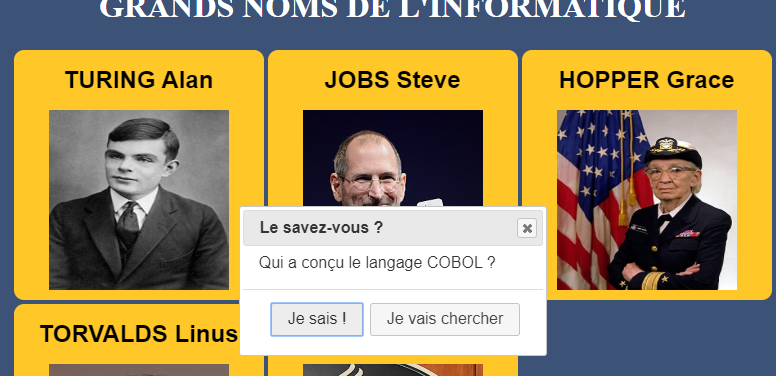 GRANDS NOMS DE L'INFORMATIQUE
TURING Alan
JOBS Steve
HOPPER Grace
Le savez-vous ?
Qui a conçu le langage COBOL ?
Je sais !
Je vais chercher
TORVALDS Linus